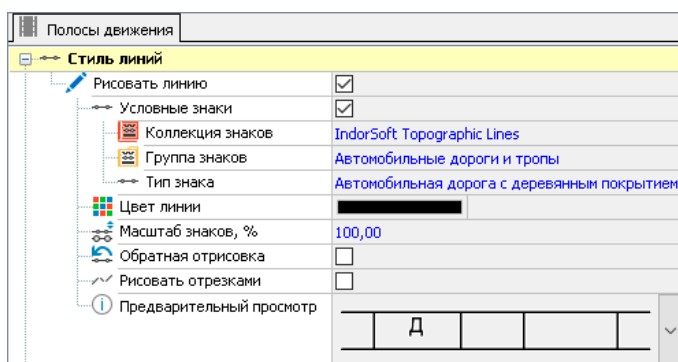 Полосы движения
Стиль линий
Рисовать линию
Условные знаки
Коллекция знаков IndorSoft Topographic Lines
Группа знаков Автомобильные дороги и тропы
Тип знака Автомобильная дорога с деревянным покрытием
Цвет линии
Масштаб знаков, % 100,00
Обратная отрисовка
Рисовать отрезками
Предварительный просмотр
Д